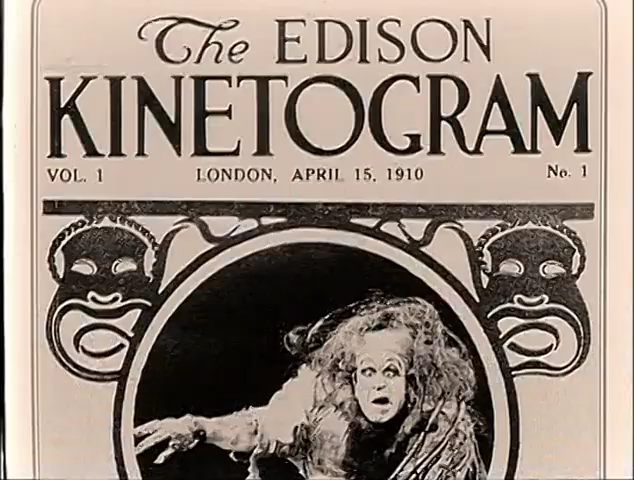 The EDISON
KINETOGRAM
VOL. 1 LONDON, APRIL 15, 1910 No. 1